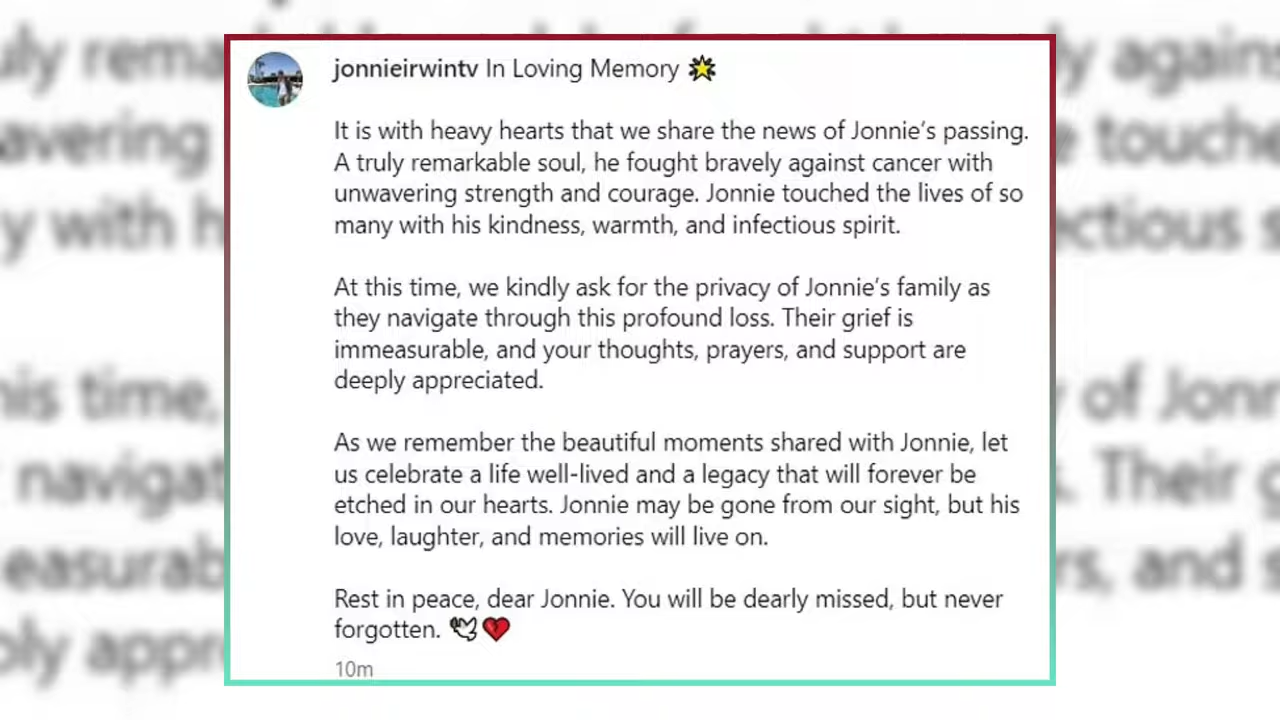 jonnieirwintv In Loving Memory 🌟
It is with heavy hearts that we share the news of Jonnie's passing.
A truly remarkable soul, he fought bravely against cancer with
unwavering strength and courage. Jonnie touched the lives of so
many with his kindness, warmth, and infectious spirit.
At this time, we kindly ask for the privacy of Jonnie's family as
they navigate through this profound loss. Their grief is
immeasurable, and your thoughts, prayers, and support are
deeply appreciated.
As we remember the beautiful moments shared with Jonnie, let
us celebrate a life well-lived and a legacy that will forever be
etched in our hearts. Jonnie may be gone from our sight, but his
love, laughter, and memories will live on.
Rest in peace, dear Jonnie. You will be dearly missed, but never
forgotten. 🕊💔
10m